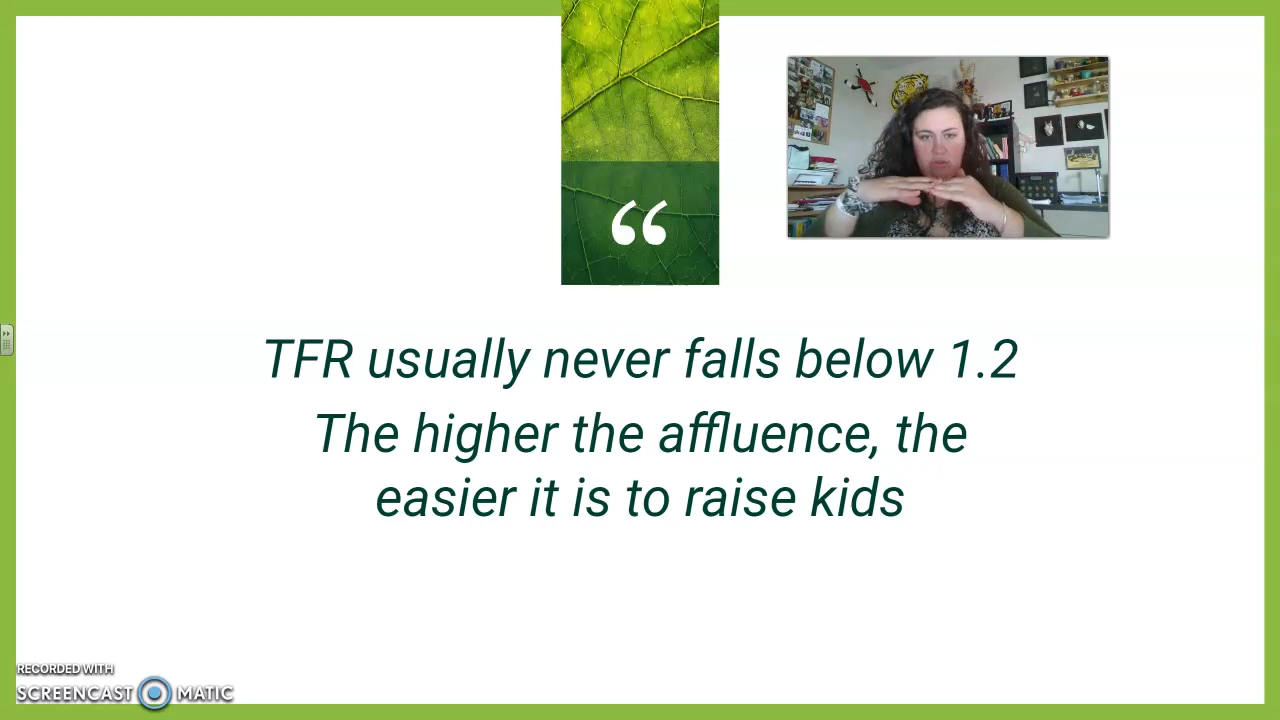 “
TFR usually never falls below 1.2
The higher the affluence, the
easier it is to raise kids
RECORDED WITH
SCREENCAST MATIC